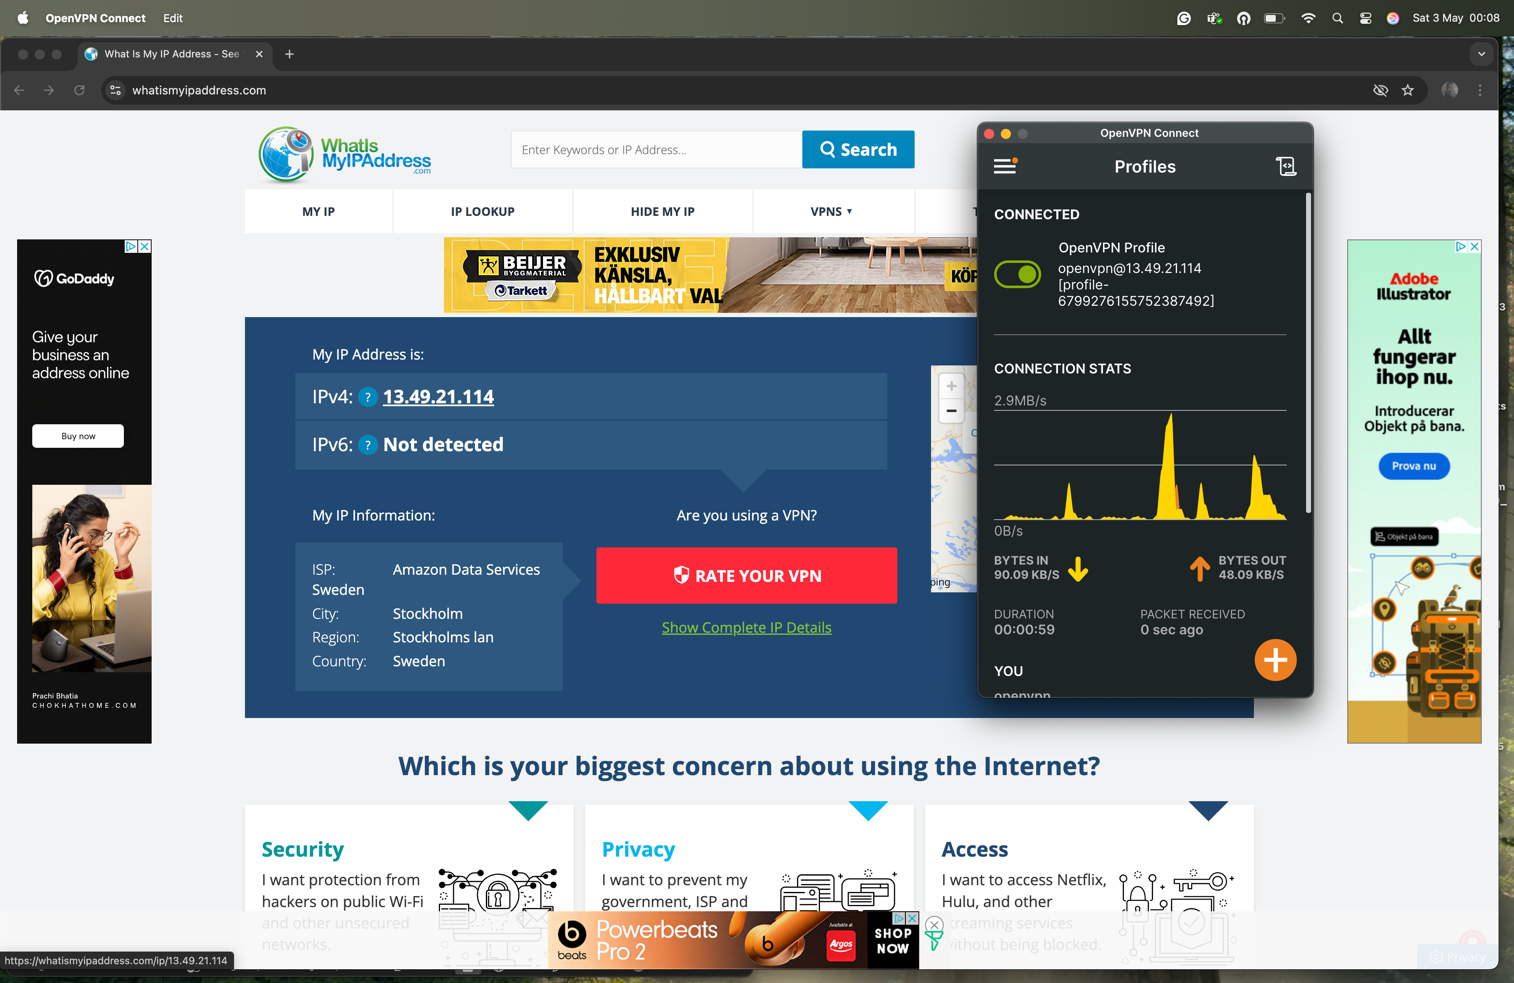 OpenVPN Connect Edit
Sat 3 May 00:08
What Is My IP Address - See
whatismyipaddress.com
WhatIs
MyIPAddress
.com
Enter Keywords or IP Address...
Search
MY IP
IP LOOKUP
HIDE MY IP
VPNS
GoDaddy
Give your
business an
address online
Buy now
Prachi Bhatia
CHOKHATHOME.COM
BEIJER
BYGGMATERIAL
Tarkett
EXKLUSIV
KÄNSLA,
HÅLLBART VAL
KÖP
My IP Address is:
IPv4: ? 13.49.21.114
IPv6: ? Not detected
My IP Information:
ISP: Amazon Data Services
Sweden
City: Stockholm
Region: Stockholms lan
Country: Sweden
Are you using a VPN?
RATE YOUR VPN
Show Complete IP Details
+
−
ping
OpenVPN Connect
Profiles
CONNECTED
OpenVPN Profile
openvpn@13.49.21.114
[profile-
6799276155752387492]
CONNECTION STATS
2.9MB/s
0B/s
BYTES IN
90.09 KB/S
BYTES OUT
48.09 KB/S
DURATION
00:00:59
PACKET RECEIVED
0 sec ago
YOU
openvpn
Adobe
Illustrator
Allt
fungerar
ihop nu.
Introducerar
Objekt på bana.
Prova nu
Objekt på bana
Which is your biggest concern about using the Internet?
Security
I want protection from
hackers on public Wi-Fi
and other unsecured
networks.
Privacy
I want to prevent my
government, ISP and
Access
I want to access Netflix,
Hulu, and other
streaming services
without being blocked.
b
beats
Powerbeats
Pro 2
Available at
Argos
SHOP
NOW
https://whatismyipaddress.com/ip/13.49.21.114
Privacy